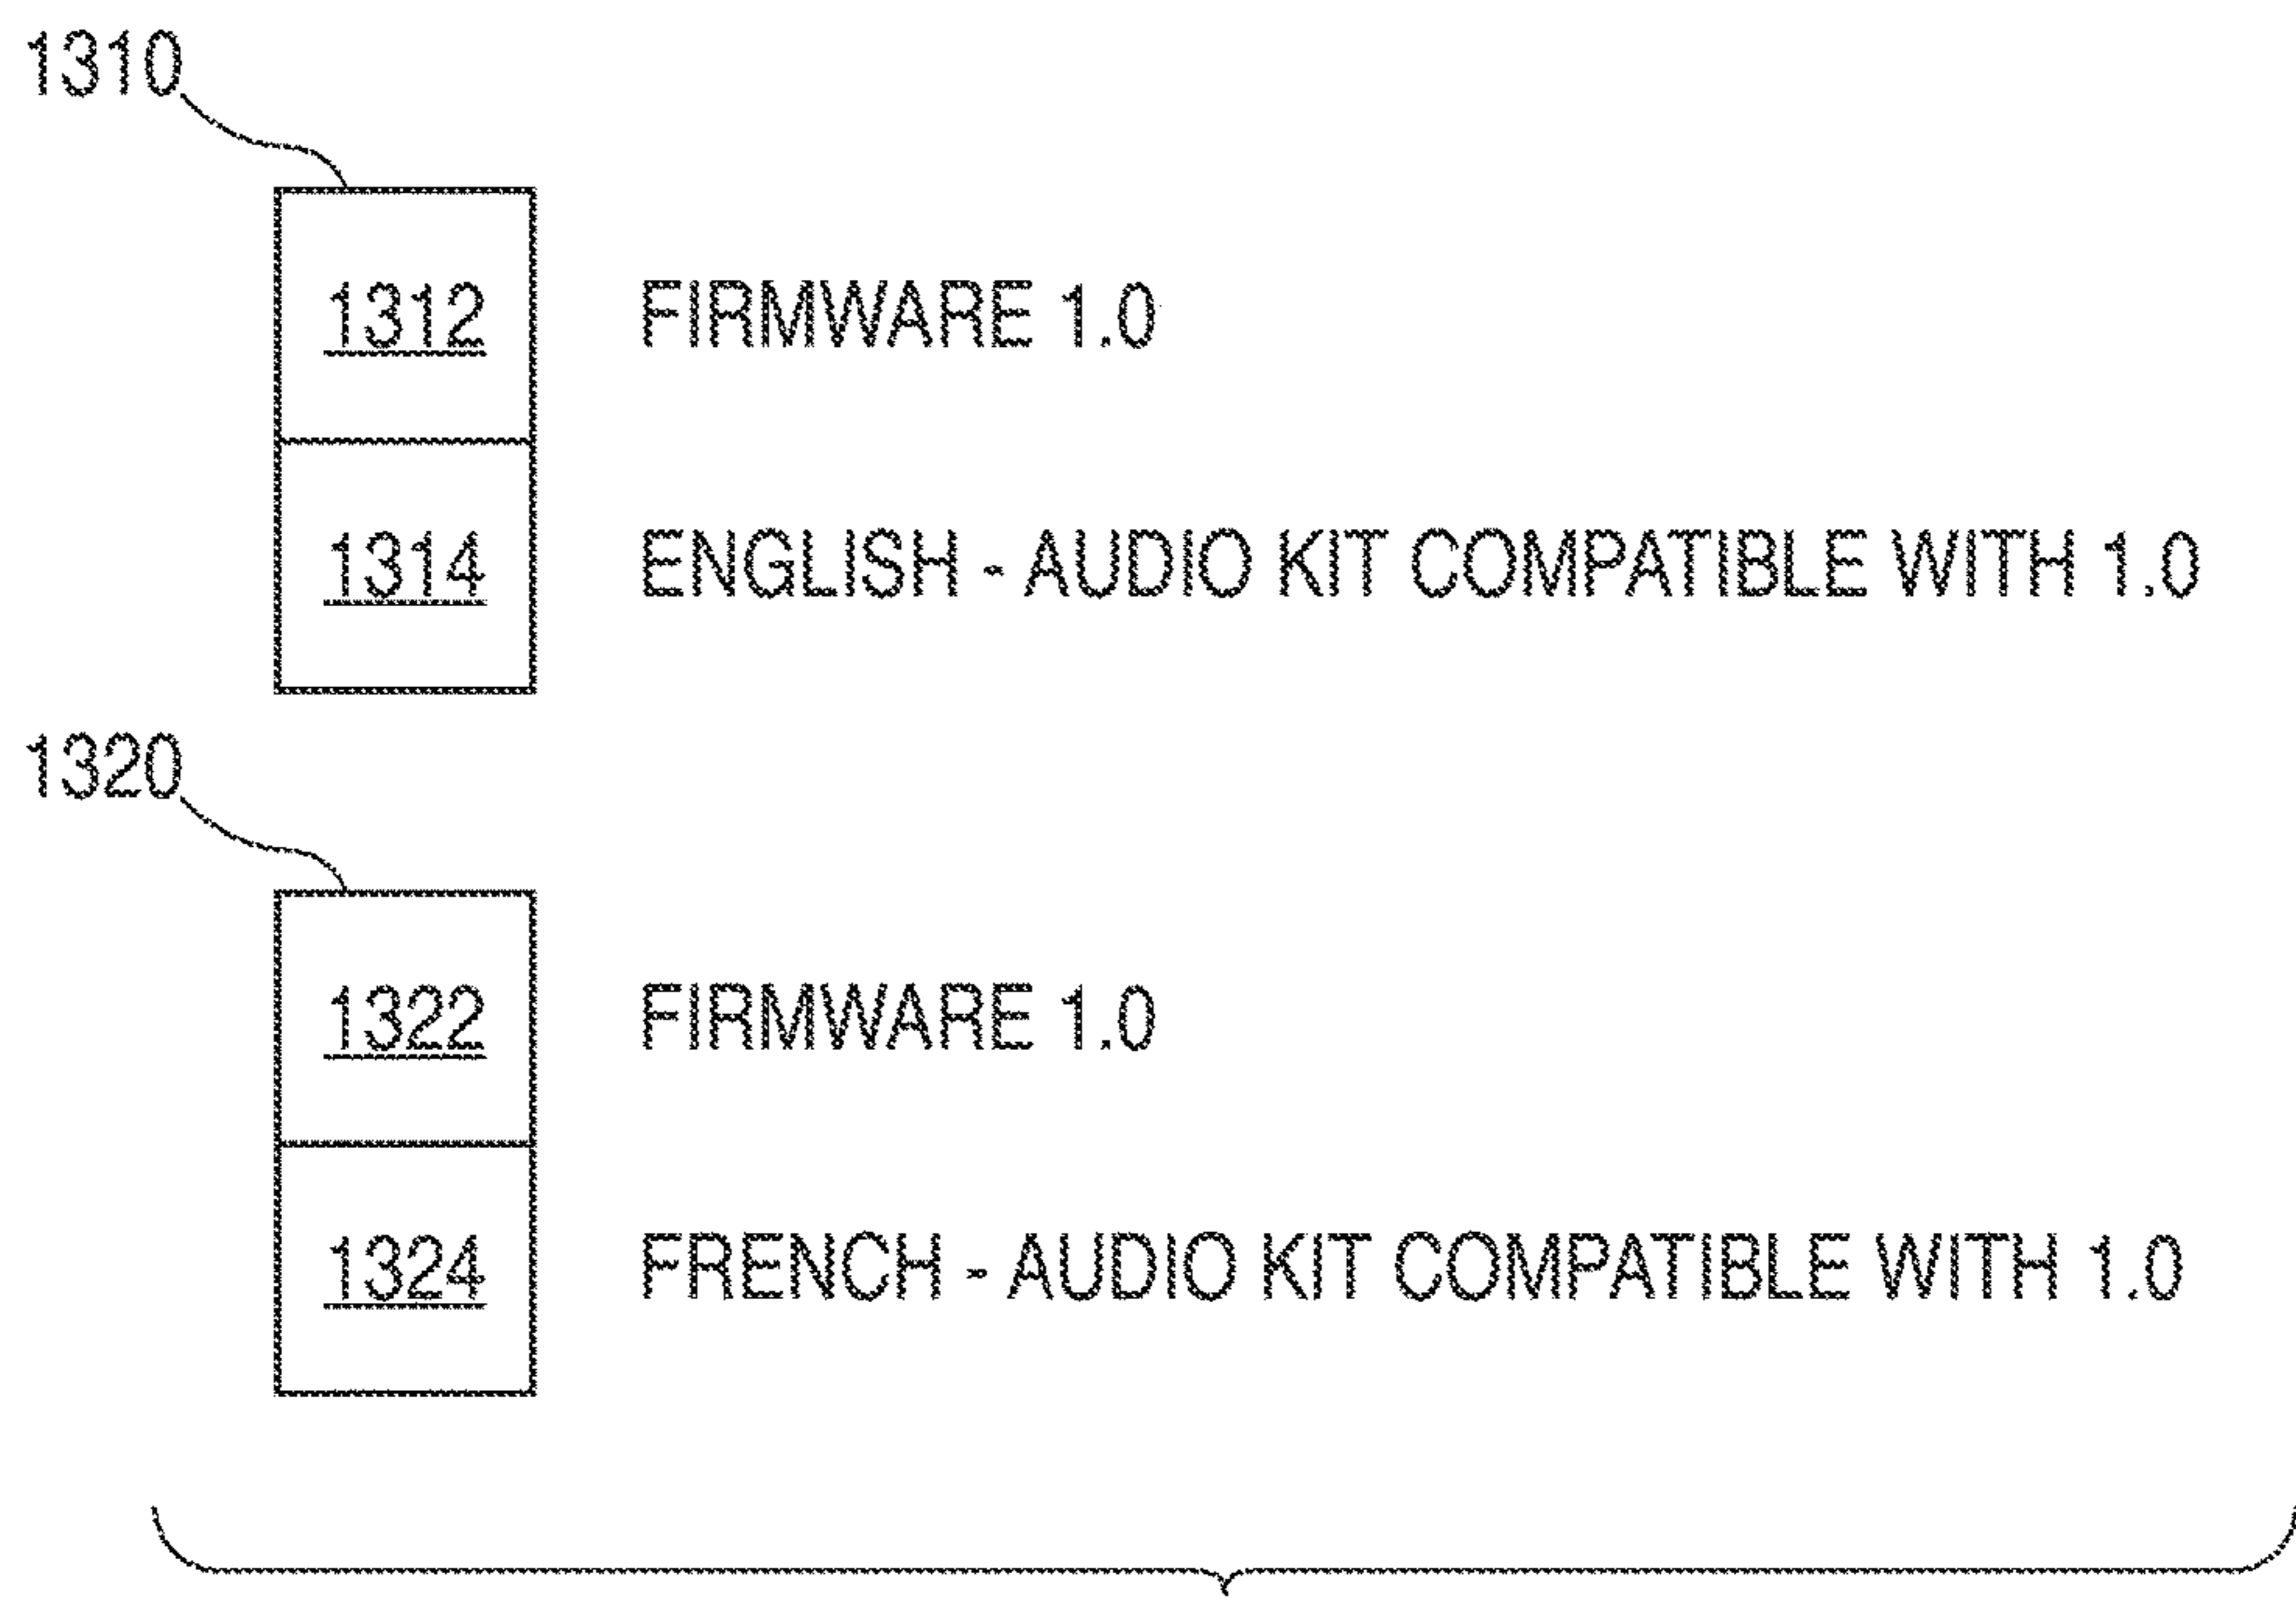 1310
1312 FIRMWARE 1.0
1314 ENGLISH - AUDIO KIT COMPATIBLE WITH 1.0
1320
1322 FIRMWARE 1.0
1324 FRENCH - AUDIO KIT COMPATIBLE WITH 1.0